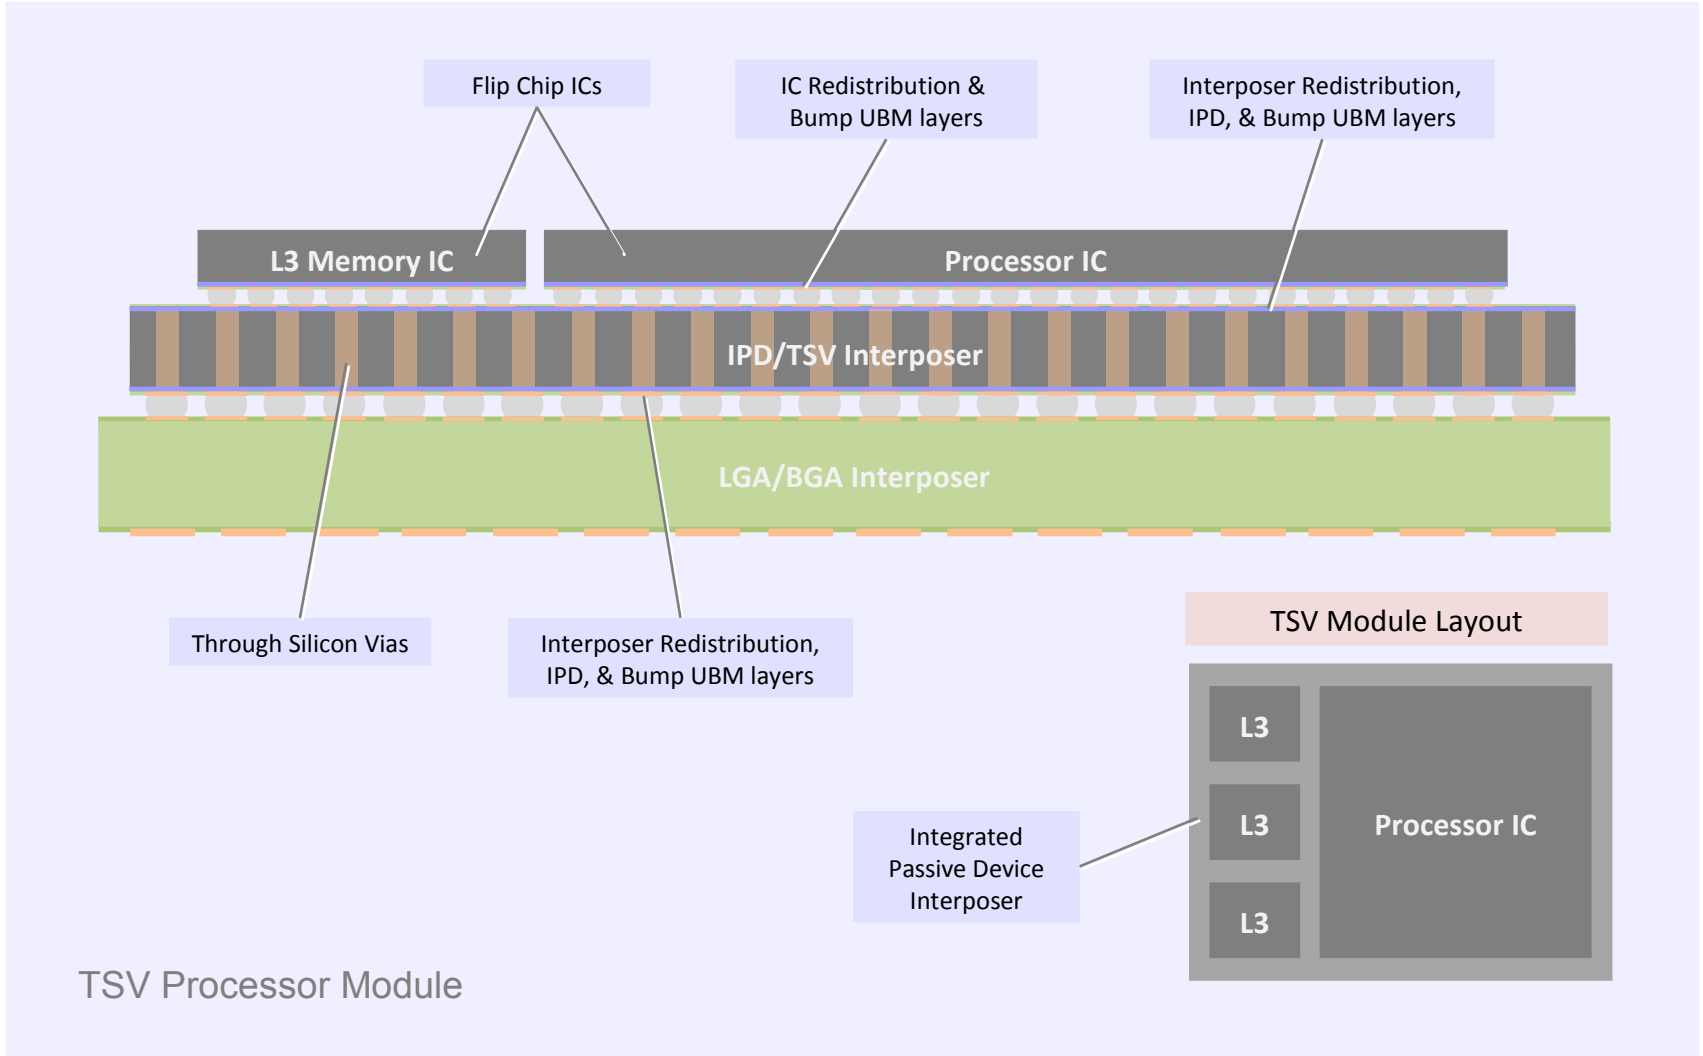 Flip Chip ICs
IC Redistribution &
Bump UBM layers
Interposer Redistribution,
IPD, & Bump UBM layers
L3 Memory IC
Processor IC
IPD/TSV Interposer
LGA/BGA Interposer
Through Silicon Vias
Interposer Redistribution,
IPD, & Bump UBM layers
TSV Module Layout
L3
L3
L3
Processor IC
Integrated
Passive Device
Interposer
TSV Processor Module